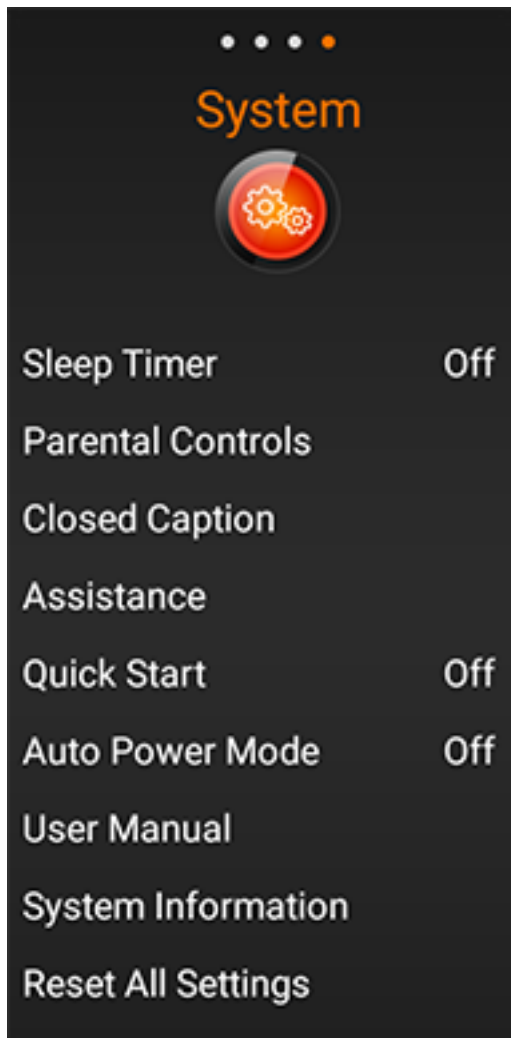 System
Sleep Timer Off
Parental Controls
Closed Caption
Assistance
Quick Start Off
Auto Power Mode Off
User Manual
System Information
Reset All Settings